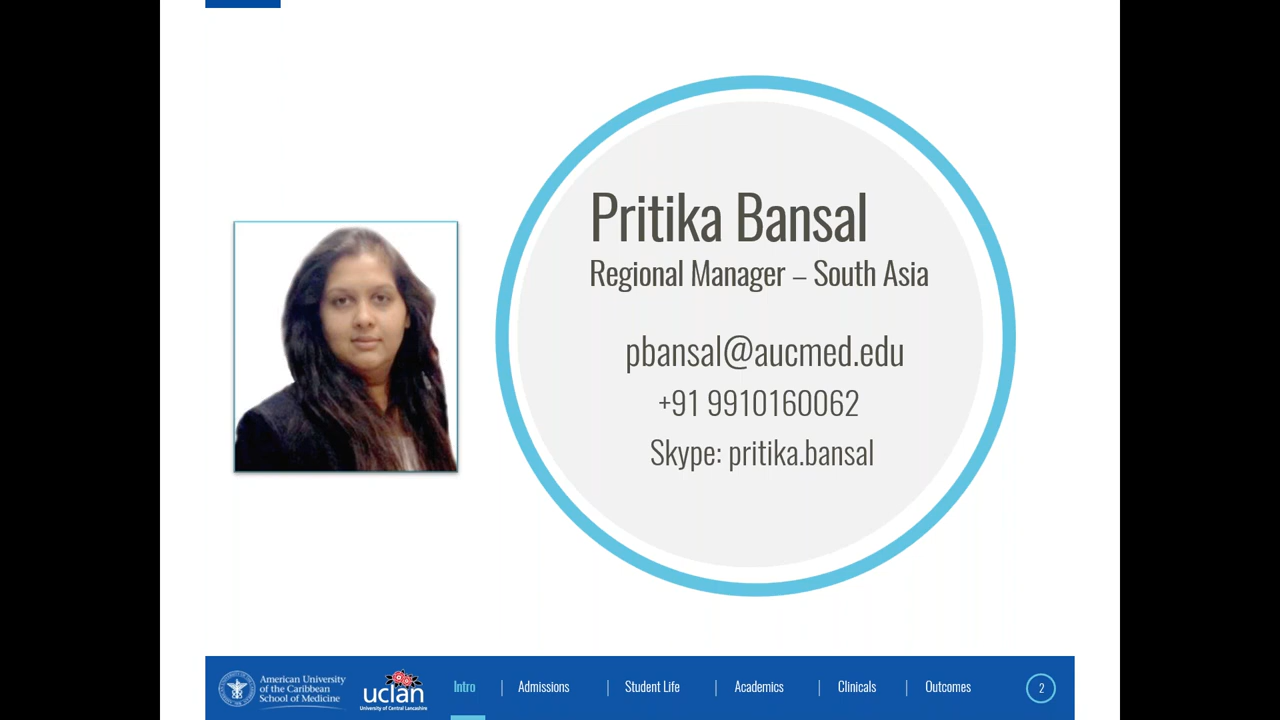 Pritika Bansal
Regional Manager – South Asia
pbansal@aucmed.edu
+91 9910160062
Skype: pritika.bansal
American University
of the Caribbean
School of Medicine
uclan
University of Central Lancashire
Intro | Admissions | Student Life | Academics | Clinicals | Outcomes
2